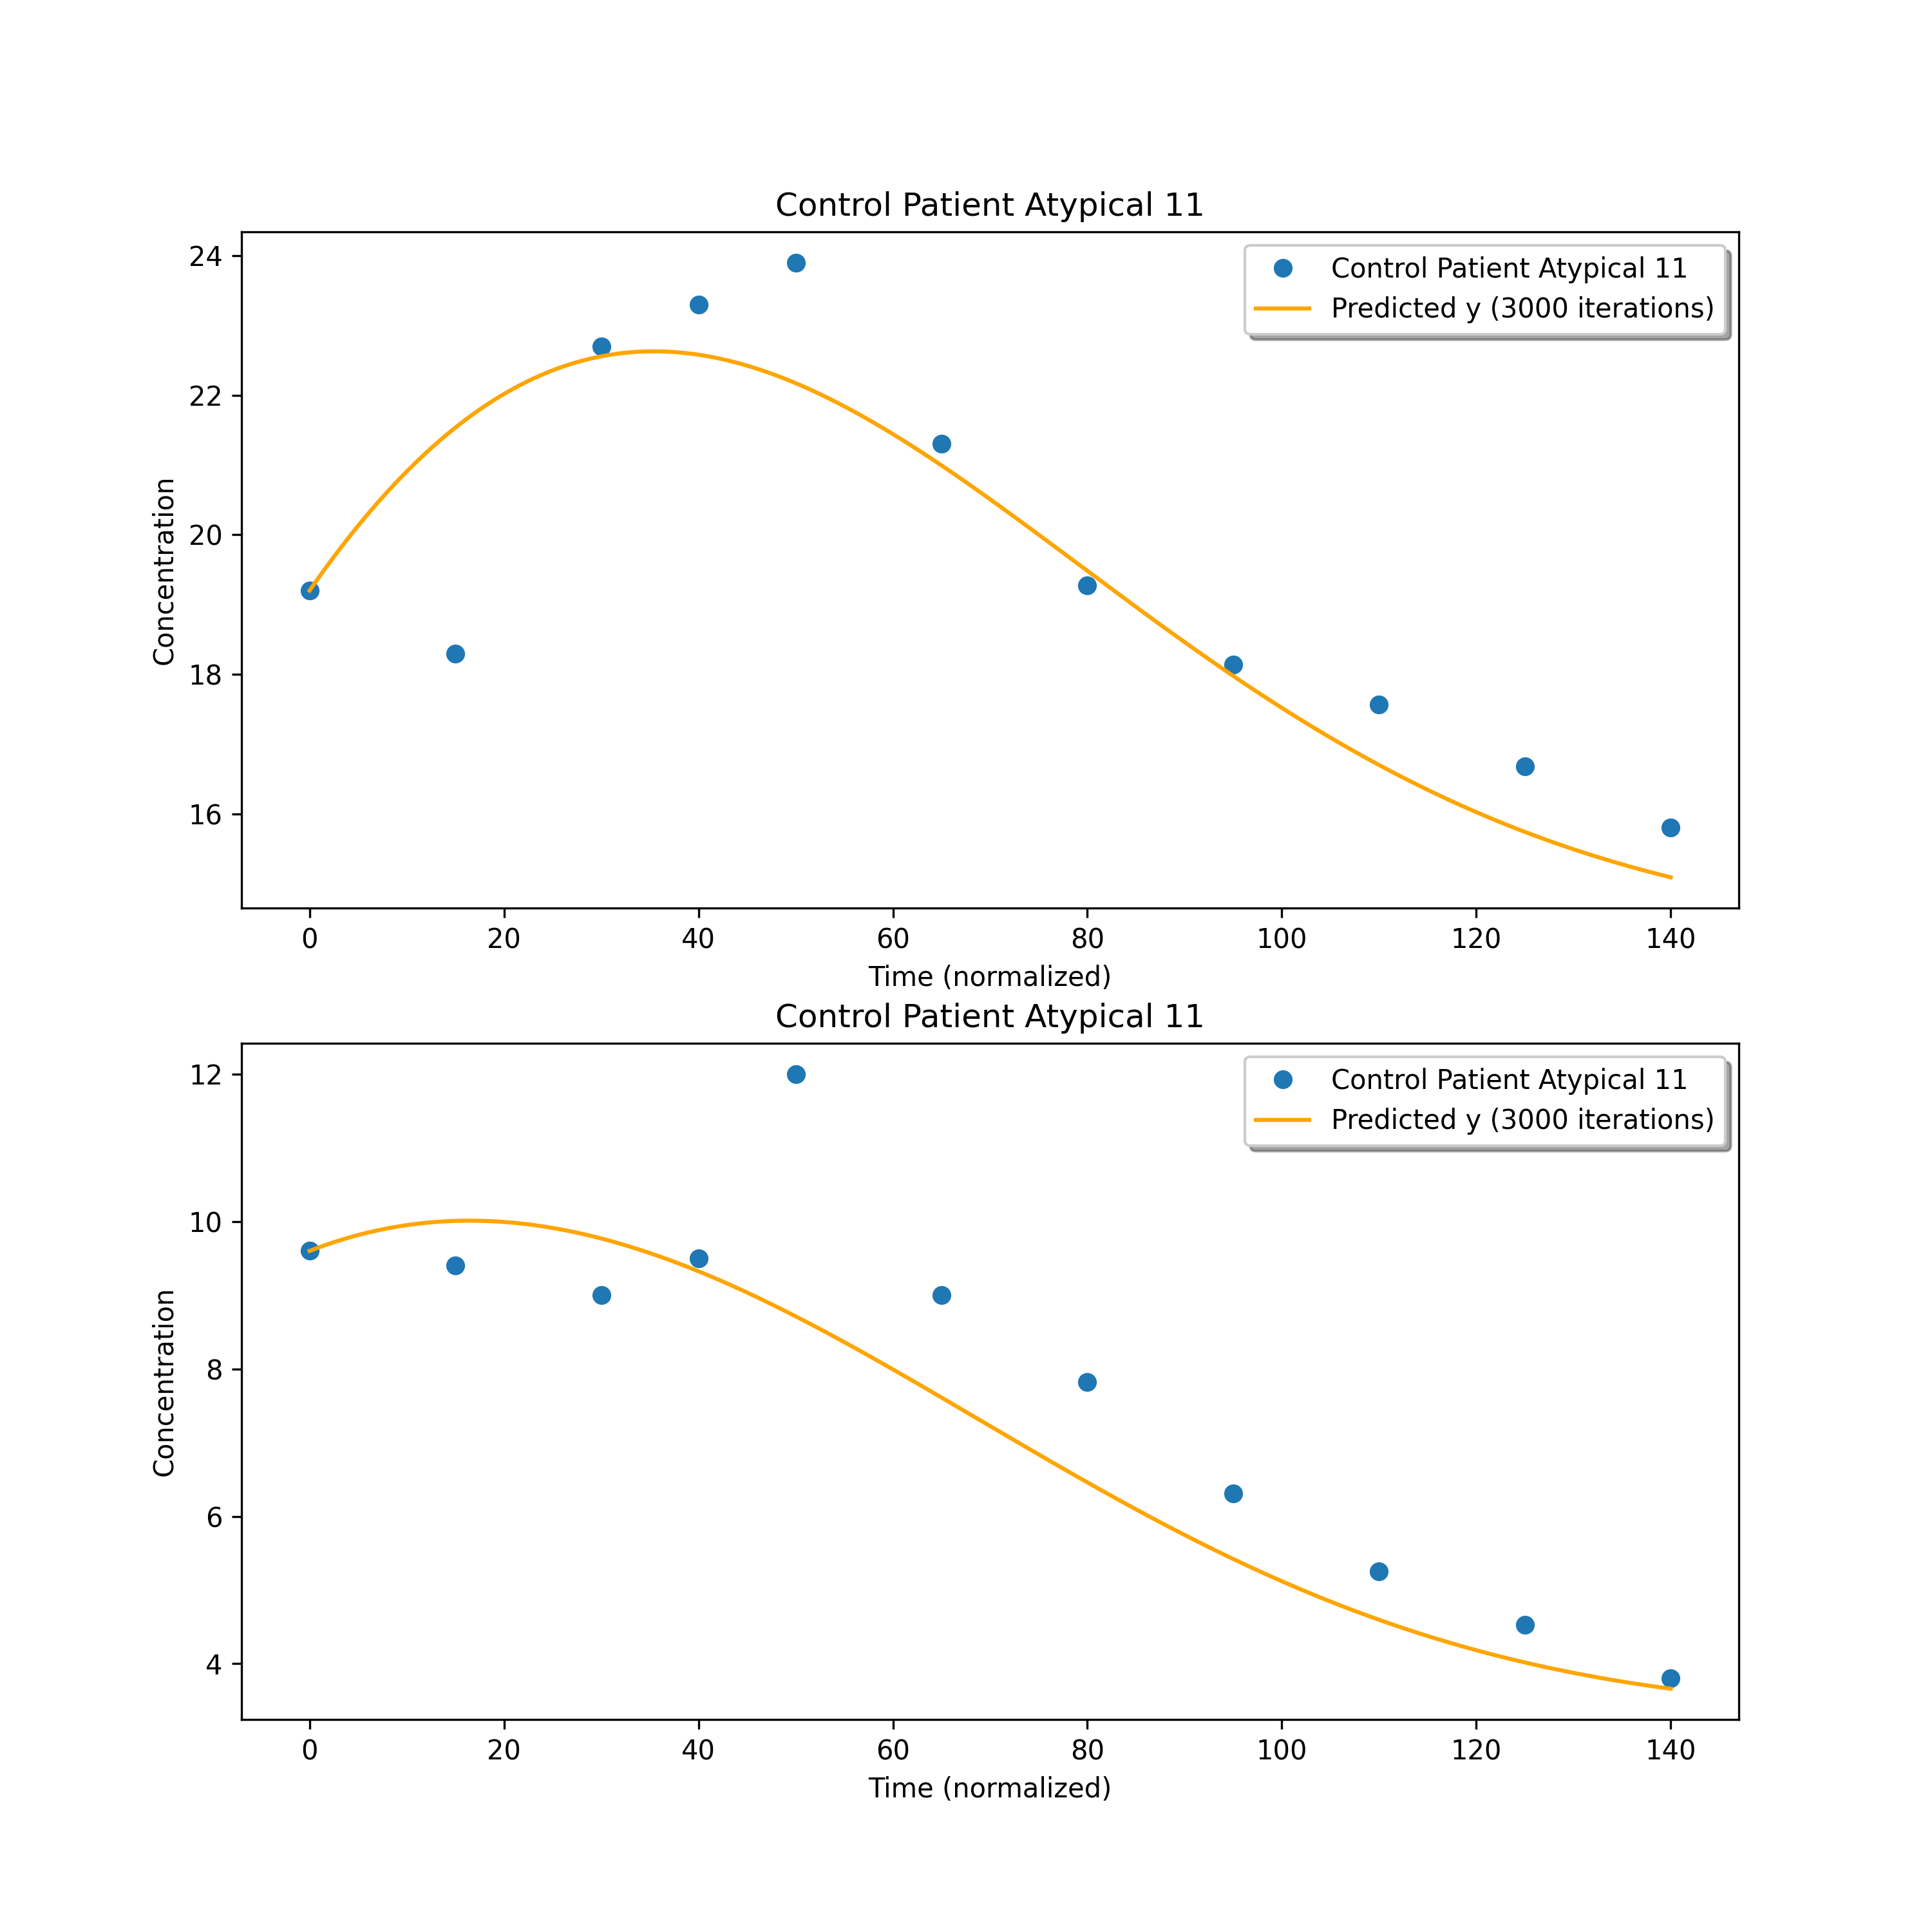 Control Patient Atypical 11
24
22
20
18
16
Concentration
Control Patient Atypical 11
Predicted y (3000 iterations)
0 20 40 60 80 100 120 140
Time (normalized)
Control Patient Atypical 11
12
10
8
6
4
Concentration
Control Patient Atypical 11
Predicted y (3000 iterations)
0 20 40 60 80 100 120 140
Time (normalized)